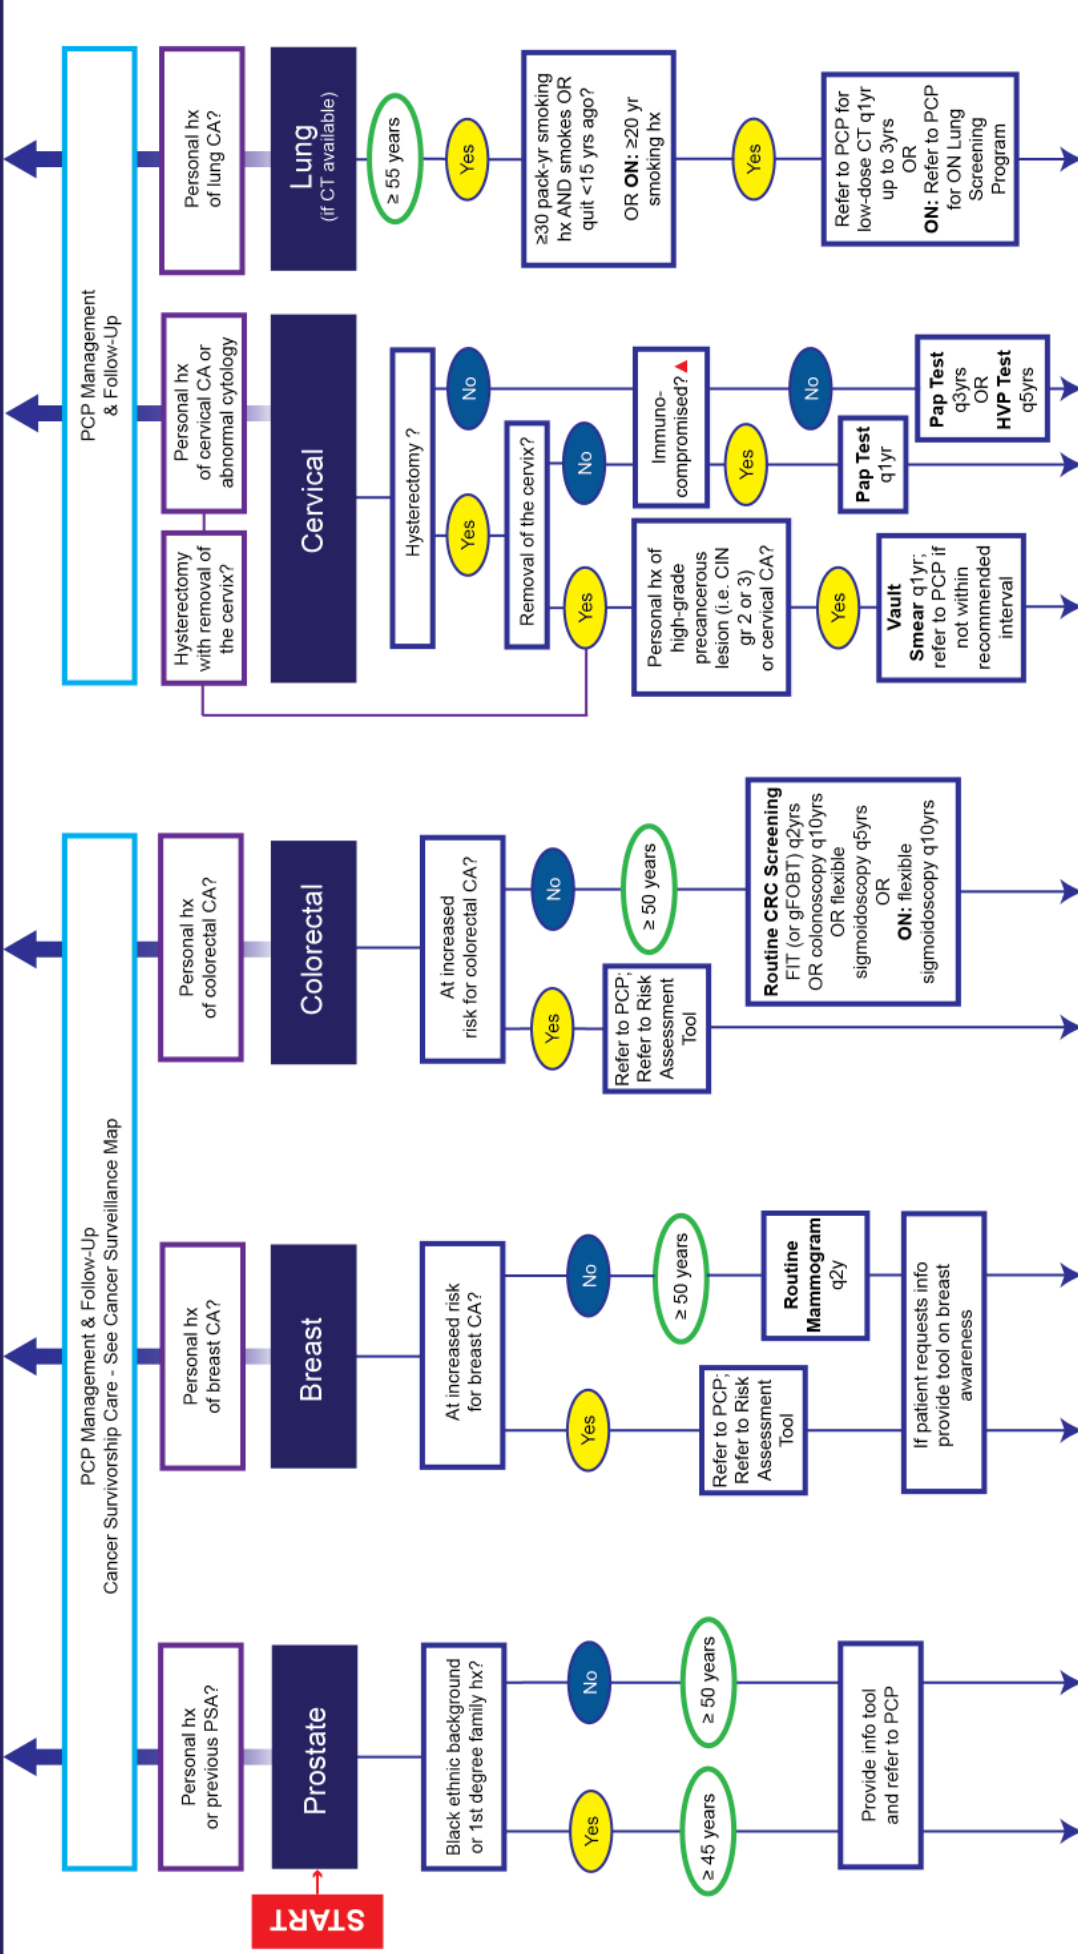 PCP Management & Follow-Up
Cancer Survivorship Care - See Cancer Surveillance Map
PCP Management
& Follow-Up
Personal hx
or previous PSA?
Personal hx
of breast CA?
Personal hx
of colorectal CA?
Hysterectomy
with removal of
the cervix?
Personal hx
of cervical CA or
abnormal cytology
Personal hx
of lung CA?
START
Prostate
Breast
Colorectal
Cervical
Lung
(if CT available)
Black ethnic background
or 1st degree family hx?
Yes
No
≥ 45 years
≥ 50 years
Provide info tool
and refer to PCP
At increased risk
for breast CA?
Yes
No
≥ 50 years
Refer to PCP;
Refer to Risk
Assessment
Tool
Routine
Mammogram
q2y
If patient requests info
provide tool on breast
awareness
At increased
risk for colorectal CA?
Yes
No
Refer to PCP;
Refer to Risk
Assessment
Tool
≥ 50 years
Routine CRC Screening
FIT (or gFOBT) q2yrs
OR colonoscopy q10yrs
OR flexible
sigmoidoscopy q5yrs
OR
ON: flexible
sigmoidoscopy q10yrs
Hysterectomy ?
Yes
No
Removal of the cervix?
Yes
No
Personal hx of
high-grade
precancerous
lesion (i.e. CIN
gr 2 or 3)
or cervical CA?
Immuno-
compromised?
Yes
Yes
No
Vault
Smear q1yr;
refer to PCP if
not within
recommended
interval
Pap Test
q1yr
Pap Test
q3yrs
OR
HVP Test
q5yrs
≥ 55 years
Yes
≥30 pack-yr smoking
hx AND smokes OR
quit <15 yrs ago?
OR ON: ≥20 yr
smoking hx
Yes
Refer to PCP for
low-dose CT q1yr
up to 3yrs
OR
ON: Refer to PCP
for ON Lung
Screening
Program